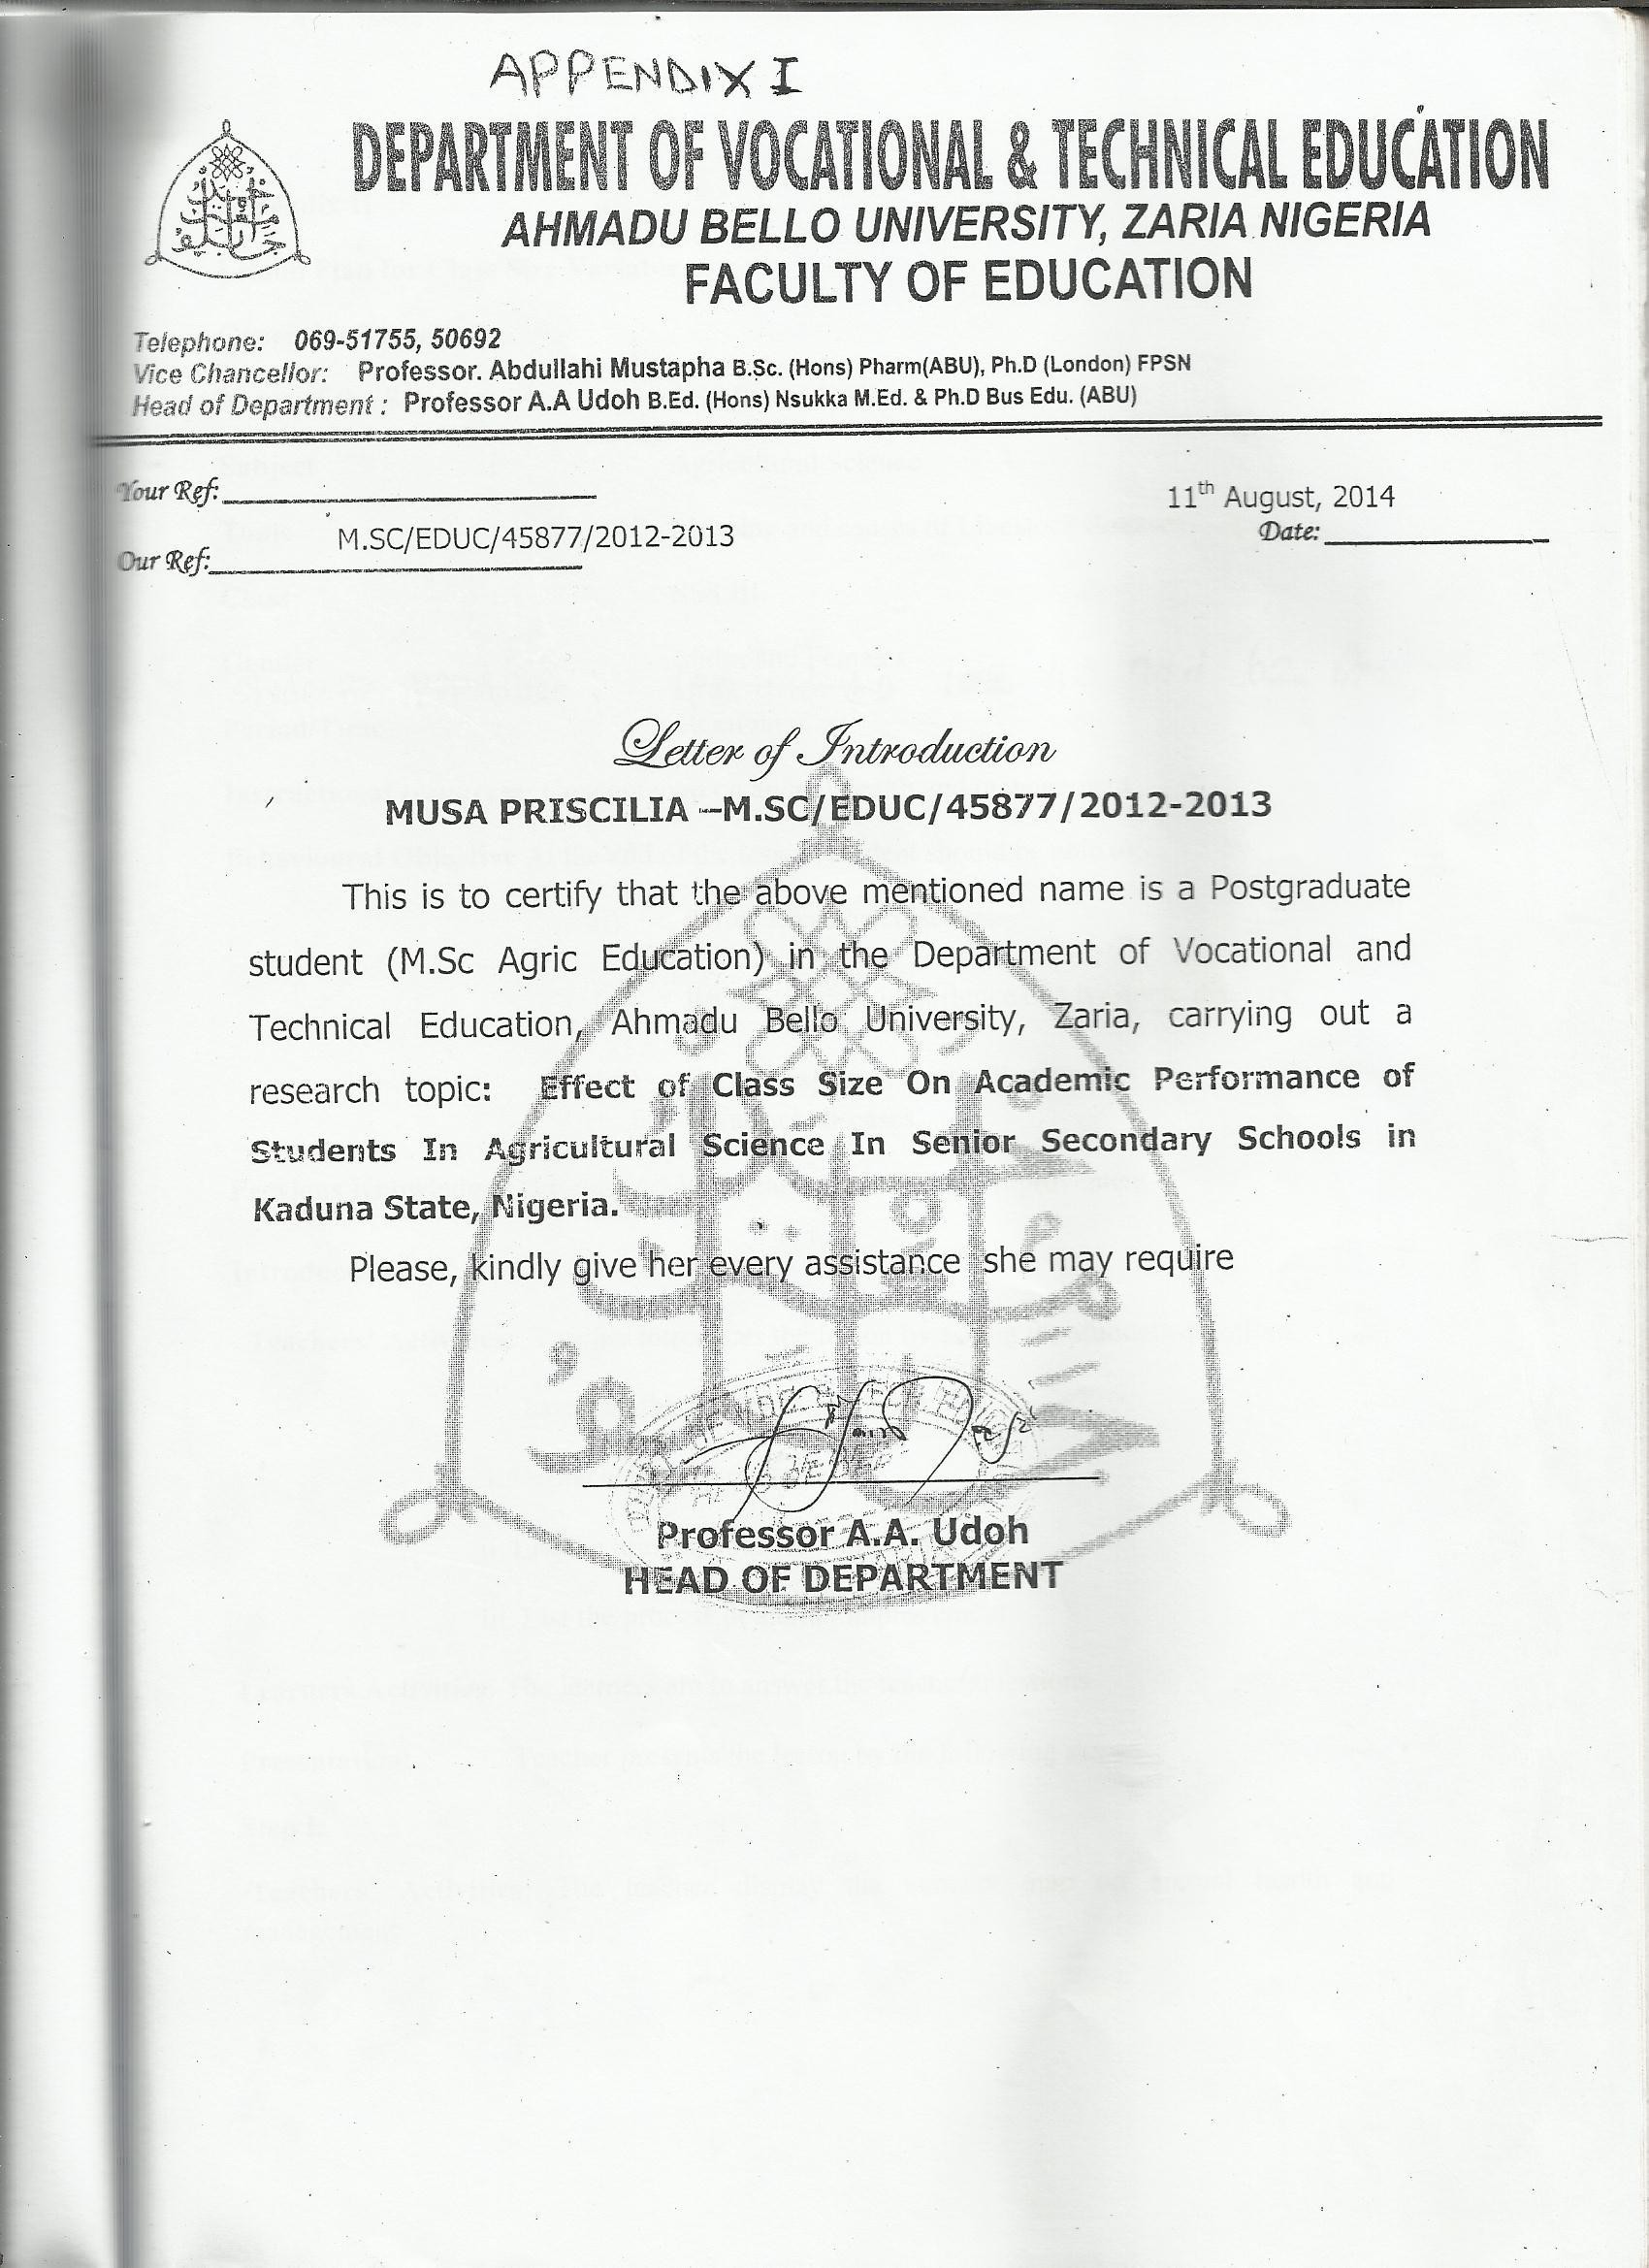 APPENDIX I
DEPARTMENT OF VOCATIONAL & TECHNICAL EDUCATION
AHMADU BELLO UNIVERSITY, ZARIA NIGERIA
FACULTY OF EDUCATION
Telephone: 069-51755, 50692
Vice Chancellor: Professor. Abdullahi Mustapha B.Sc. (Hons) Pharm(ABU), Ph.D (London) FPSN
Head of Department : Professor A.A Udoh B.Ed. (Hons) Nsukka M.Ed. & Ph.D Bus Edu. (ABU)
Your Ref:
11th August, 2014
Date:
M.SC/EDUC/45877/2012-2013
Our Ref:
Letter of Introduction
MUSA PRISCILIA –M.SC/EDUC/45877/2012-2013
This is to certify that the above mentioned name is a Postgraduate
student (M.Sc Agric Education) in the Department of Vocational and
Technical Education, Ahmadu Bello University, Zaria, carrying out a
research topic: Effect of Class Size On Academic Performance of
Students In Agricultural Science In Senior Secondary Schools in
Kaduna State, Nigeria.
Please, kindly give her every assistance she may require
Professor A.A. Udoh
HEAD OF DEPARTMENT